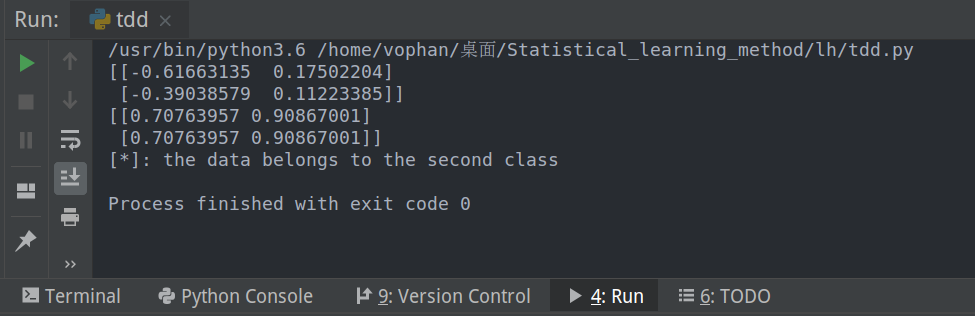 Run: tdd
/usr/bin/python3.6 /home/vophan/桌面/Statistical_learning_method/lh/tdd.py
[[-0.61663135  0.17502204]
 [-0.39038579  0.11223385]]
[[0.70763957 0.90867001]
 [0.70763957 0.90867001]]
[*]: the data belongs to the second class
Process finished with exit code 0
Terminal Python Console 9: Version Control 4: Run 6: TODO